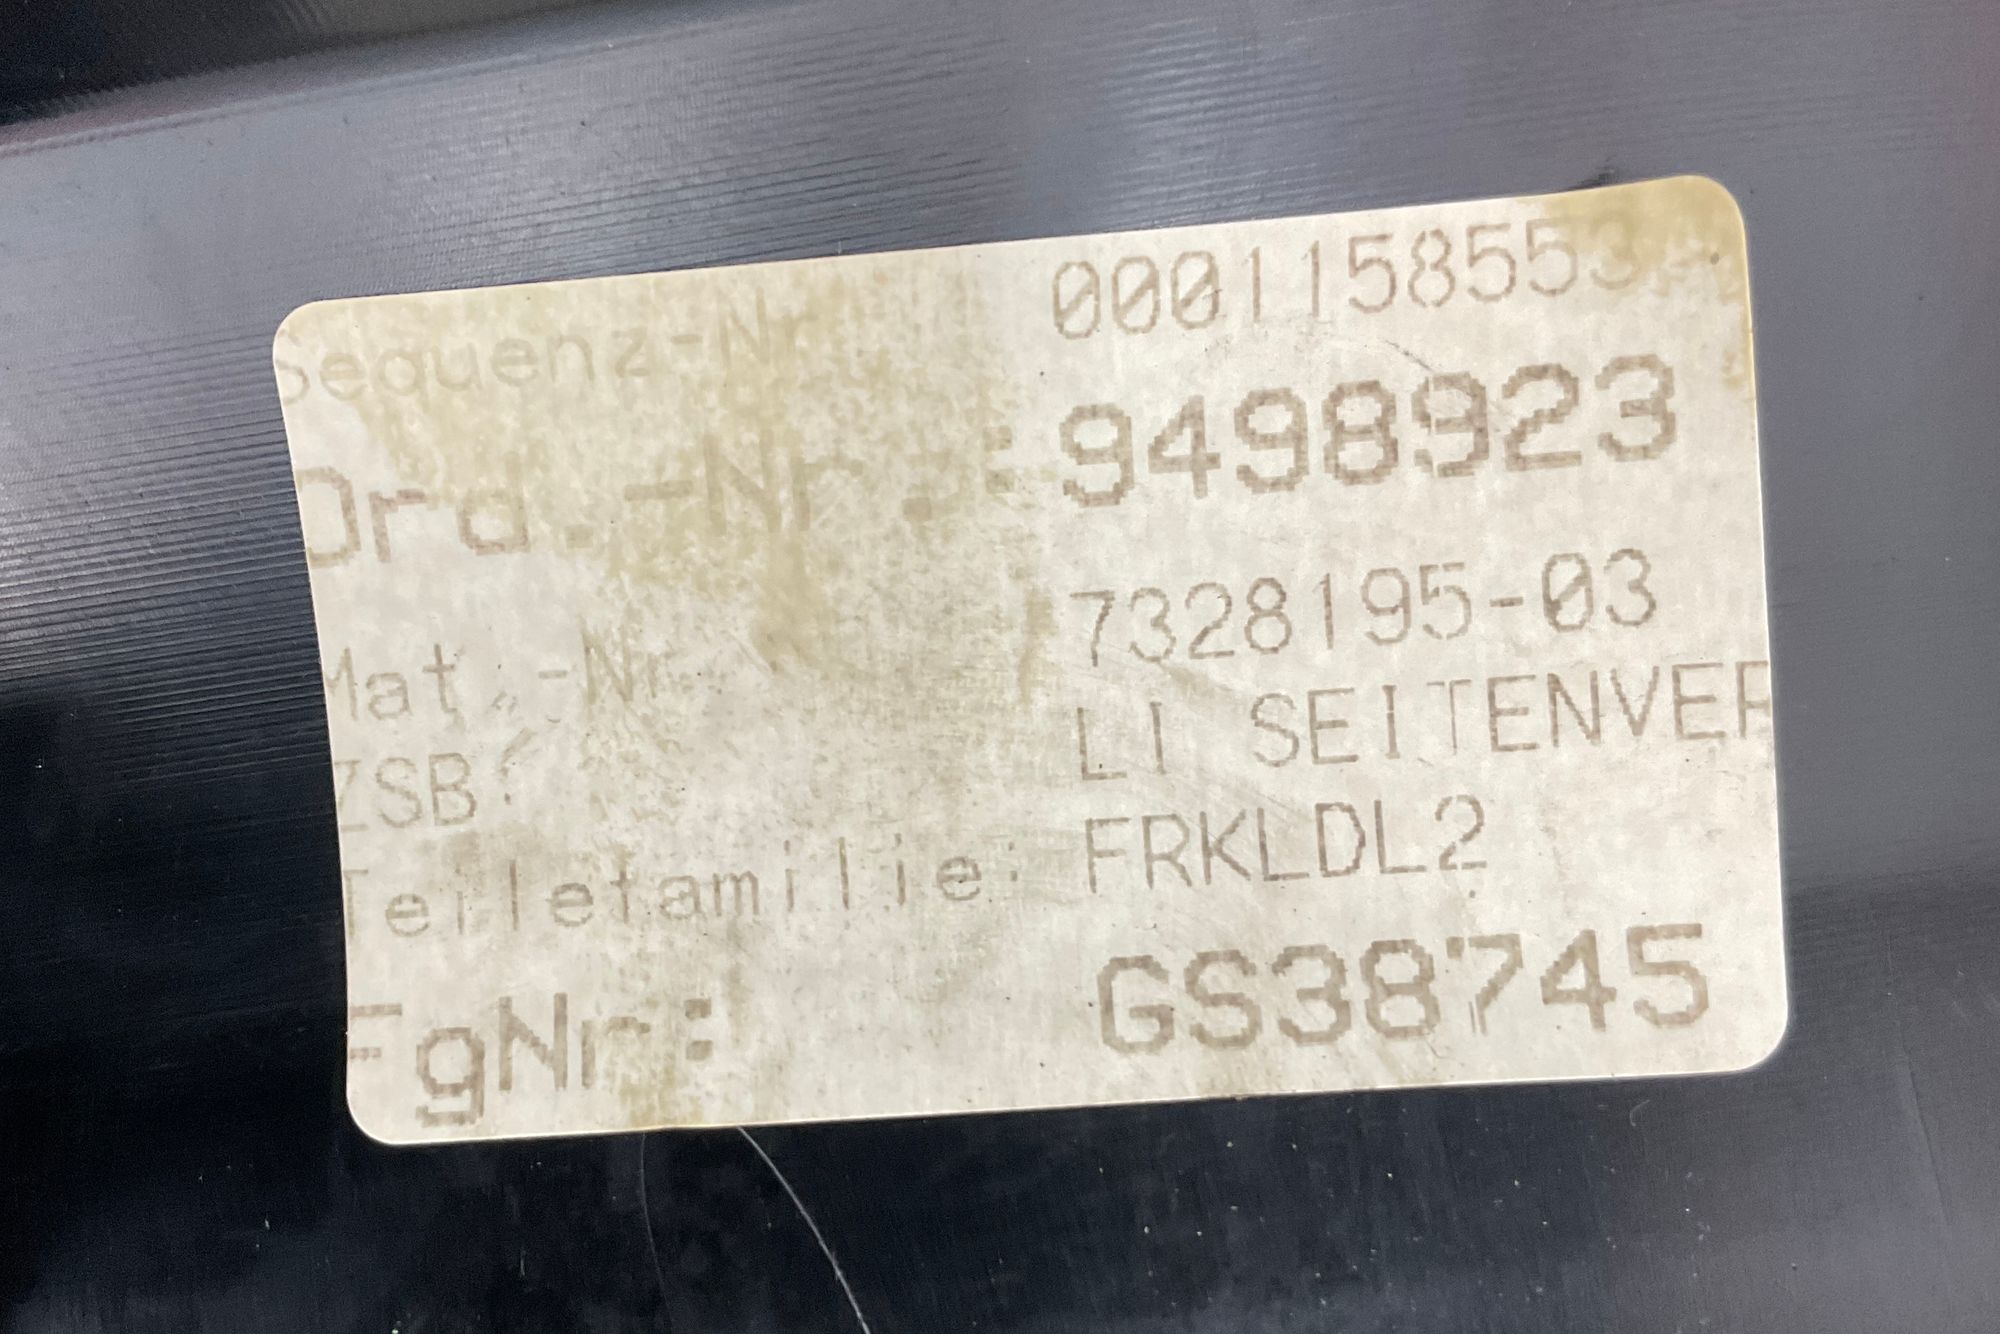 Sequenz-Nr 0001158553
Ord.-Nr.: 9498923
Mat.-Nr. 7328195-03
ZSB: LI SEITENVER
Teilefamilie: FRKLDL2
FgNr: GS38745